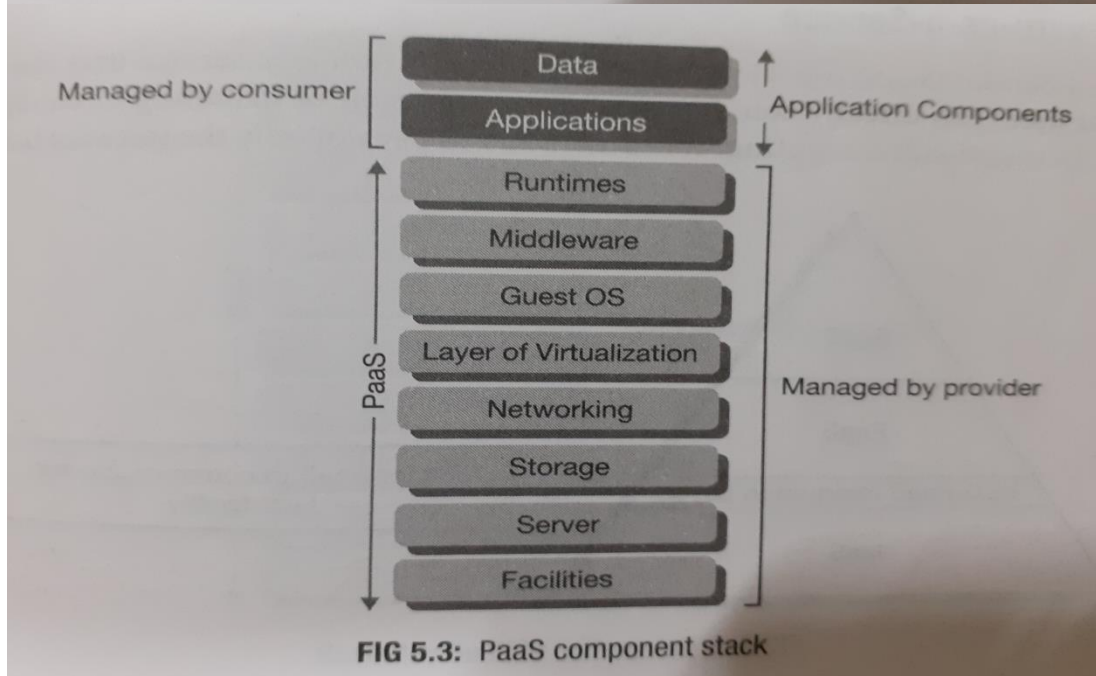 Data
Managed by consumer
Applications
Application Components
Runtimes
Middleware
Guest OS
Layer of Virtualization
PaaS
Networking
Managed by provider
Storage
Server
Facilities
FIG 5.3: PaaS component stack